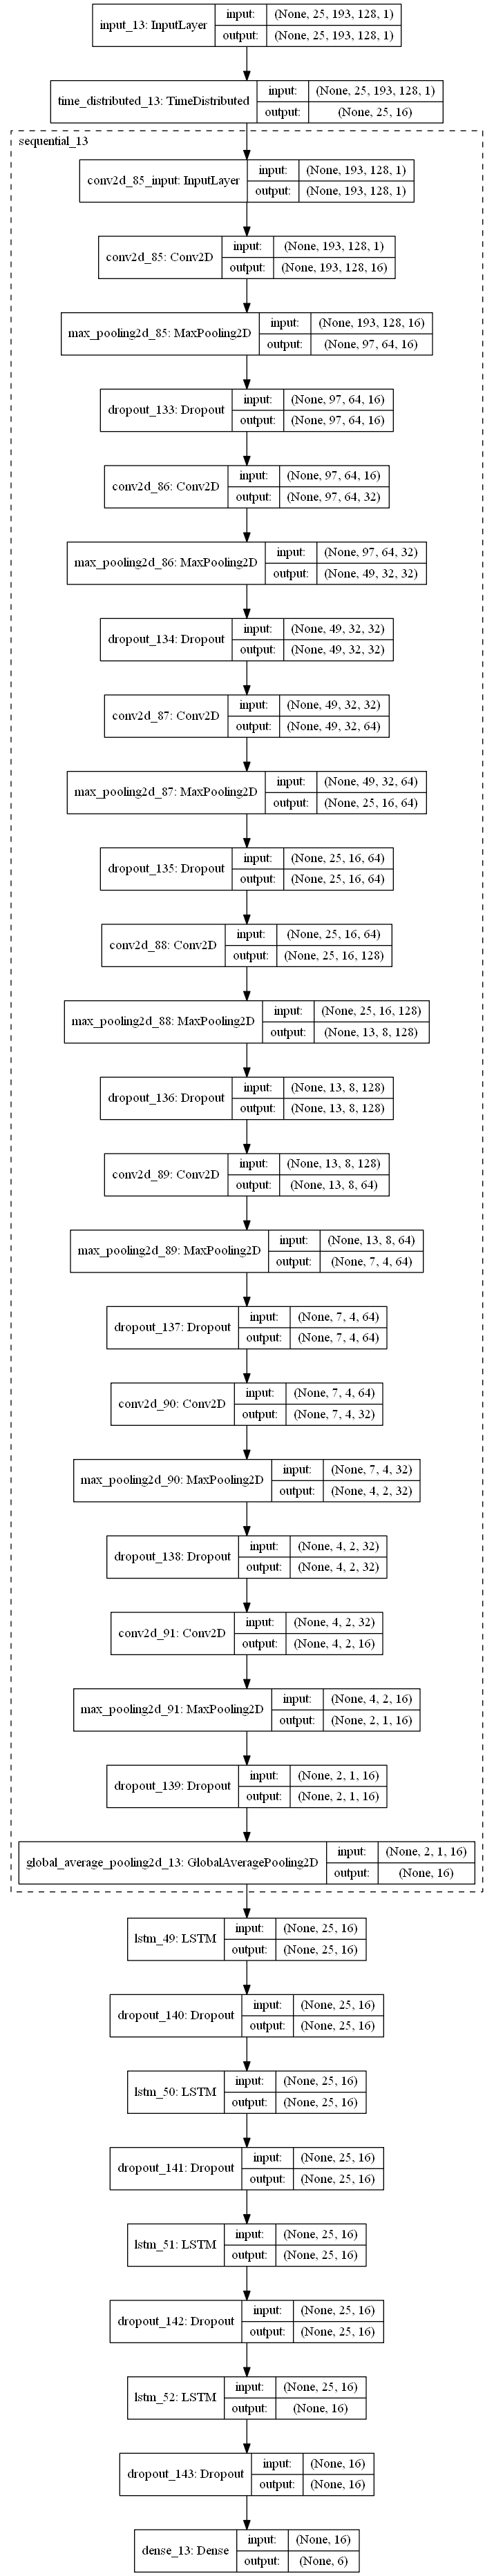 input_13: InputLayer
input: (None, 25, 193, 128, 1)
output: (None, 25, 193, 128, 1)
time_distributed_13: TimeDistributed
input: (None, 25, 193, 128, 1)
output: (None, 25, 16)
sequential_13
conv2d_85_input: InputLayer
input: (None, 193, 128, 1)
output: (None, 193, 128, 1)
conv2d_85: Conv2D
input: (None, 193, 128, 1)
output: (None, 193, 128, 16)
max_pooling2d_85: MaxPooling2D
input: (None, 193, 128, 16)
output: (None, 97, 64, 16)
dropout_133: Dropout
input: (None, 97, 64, 16)
output: (None, 97, 64, 16)
conv2d_86: Conv2D
input: (None, 97, 64, 16)
output: (None, 97, 64, 32)
max_pooling2d_86: MaxPooling2D
input: (None, 97, 64, 32)
output: (None, 49, 32, 32)
dropout_134: Dropout
input: (None, 49, 32, 32)
output: (None, 49, 32, 32)
conv2d_87: Conv2D
input: (None, 49, 32, 32)
output: (None, 49, 32, 64)
max_pooling2d_87: MaxPooling2D
input: (None, 49, 32, 64)
output: (None, 25, 16, 64)
dropout_135: Dropout
input: (None, 25, 16, 64)
output: (None, 25, 16, 64)
conv2d_88: Conv2D
input: (None, 25, 16, 64)
output: (None, 25, 16, 128)
max_pooling2d_88: MaxPooling2D
input: (None, 25, 16, 128)
output: (None, 13, 8, 128)
dropout_136: Dropout
input: (None, 13, 8, 128)
output: (None, 13, 8, 128)
conv2d_89: Conv2D
input: (None, 13, 8, 128)
output: (None, 13, 8, 64)
max_pooling2d_89: MaxPooling2D
input: (None, 13, 8, 64)
output: (None, 7, 4, 64)
dropout_137: Dropout
input: (None, 7, 4, 64)
output: (None, 7, 4, 64)
conv2d_90: Conv2D
input: (None, 7, 4, 64)
output: (None, 7, 4, 32)
max_pooling2d_90: MaxPooling2D
input: (None, 7, 4, 32)
output: (None, 4, 2, 32)
dropout_138: Dropout
input: (None, 4, 2, 32)
output: (None, 4, 2, 32)
conv2d_91: Conv2D
input: (None, 4, 2, 32)
output: (None, 4, 2, 16)
max_pooling2d_91: MaxPooling2D
input: (None, 4, 2, 16)
output: (None, 2, 1, 16)
dropout_139: Dropout
input: (None, 2, 1, 16)
output: (None, 2, 1, 16)
global_average_pooling2d_13: GlobalAveragePooling2D
input: (None, 2, 1, 16)
output: (None, 16)
lstm_49: LSTM
input: (None, 25, 16)
output: (None, 25, 16)
dropout_140: Dropout
input: (None, 25, 16)
output: (None, 25, 16)
lstm_50: LSTM
input: (None, 25, 16)
output: (None, 25, 16)
dropout_141: Dropout
input: (None, 25, 16)
output: (None, 25, 16)
lstm_51: LSTM
input: (None, 25, 16)
output: (None, 25, 16)
dropout_142: Dropout
input: (None, 25, 16)
output: (None, 25, 16)
lstm_52: LSTM
input: (None, 25, 16)
output: (None, 16)
dropout_143: Dropout
input: (None, 16)
output: (None, 16)
dense_13: Dense
input: (None, 16)
output: (None, 6)